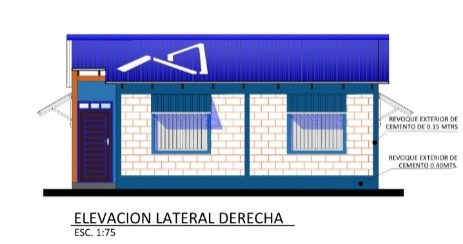 REVOQUE EXTERIOR DE
CEMENTO DE 0.15 MTRS
REVOQUE EXTERIOR DE
CEMENTO 0.40MTS.
ELEVACION LATERAL DERECHA
ESC. 1:75